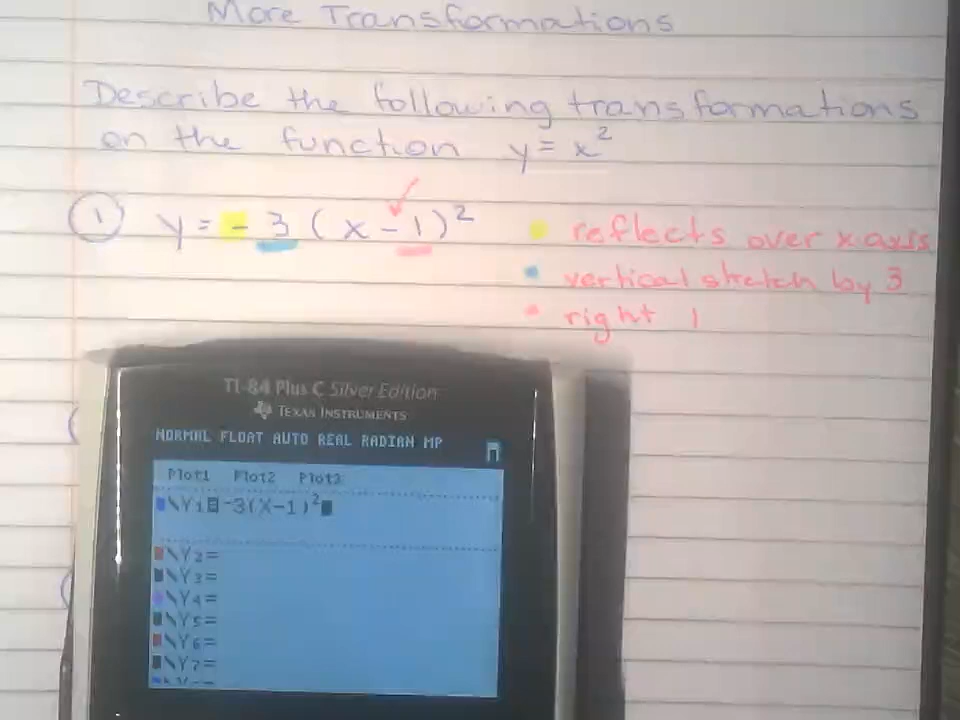 More Transformations
Describe the following transformations
on the function y = x²
① y = -3(x-1)²
• reflects over x axis
• vertical stretch by 3
• right 1
TI-84 Plus C Silver Edition
TEXAS INSTRUMENTS
NORMAL FLOAT AUTO REAL RADIAN MP
Plot1 Plot2 Plot3
\Y1=-3(X-1)²
\Y2=
\Y3=
\Y4=
\Y5=
\Y6=
\Y7=